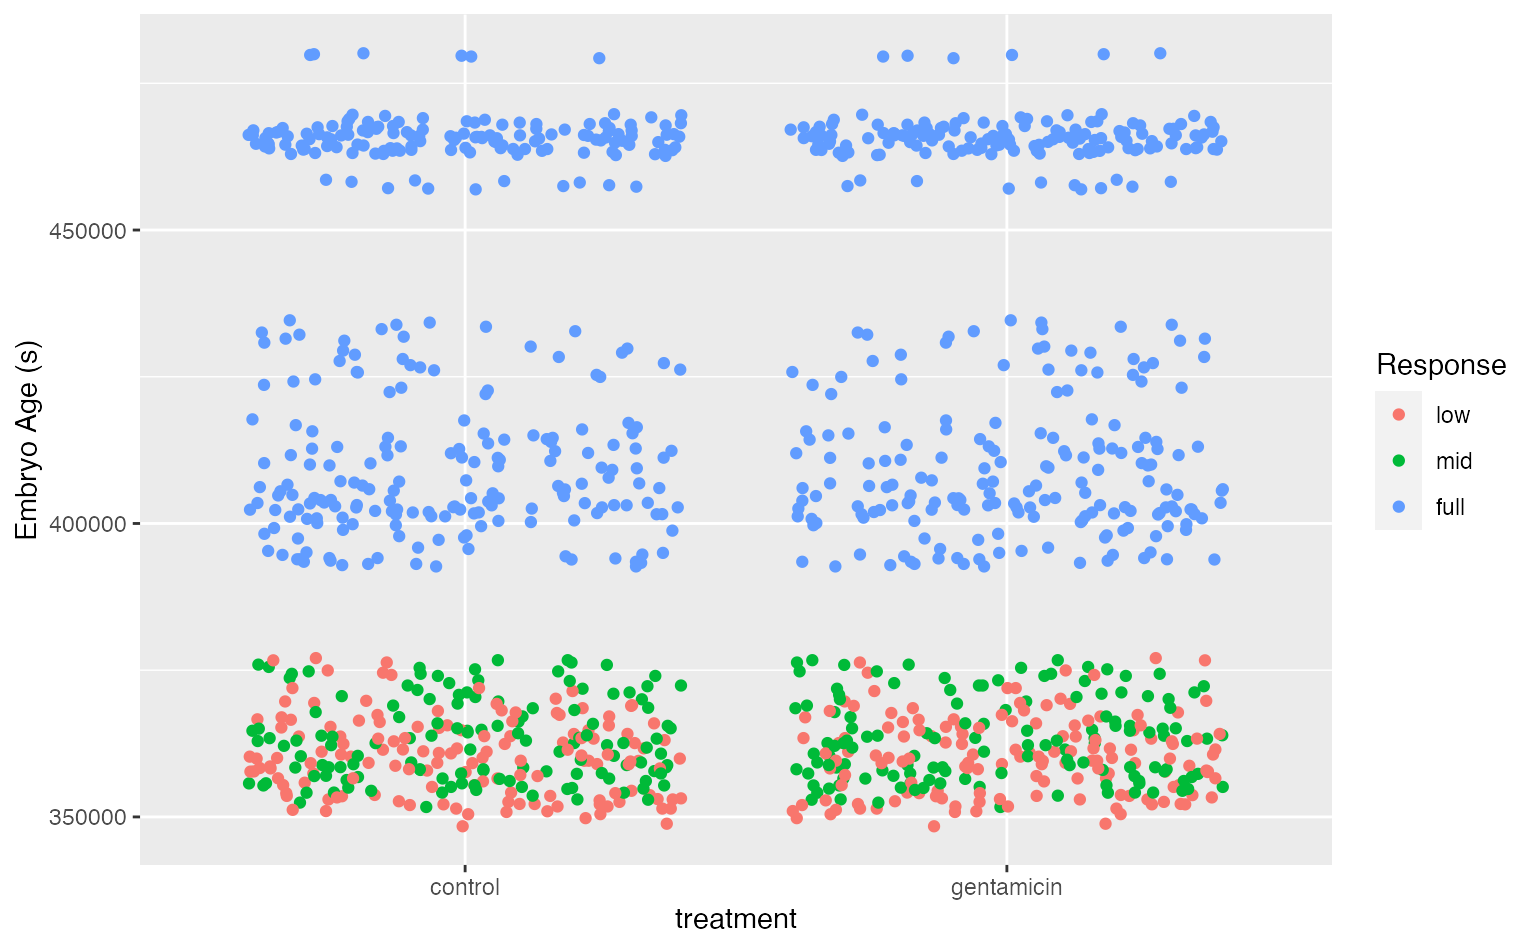 Embryo Age (s)
450000
400000
350000
control
gentamicin
treatment
Response
low
mid
full